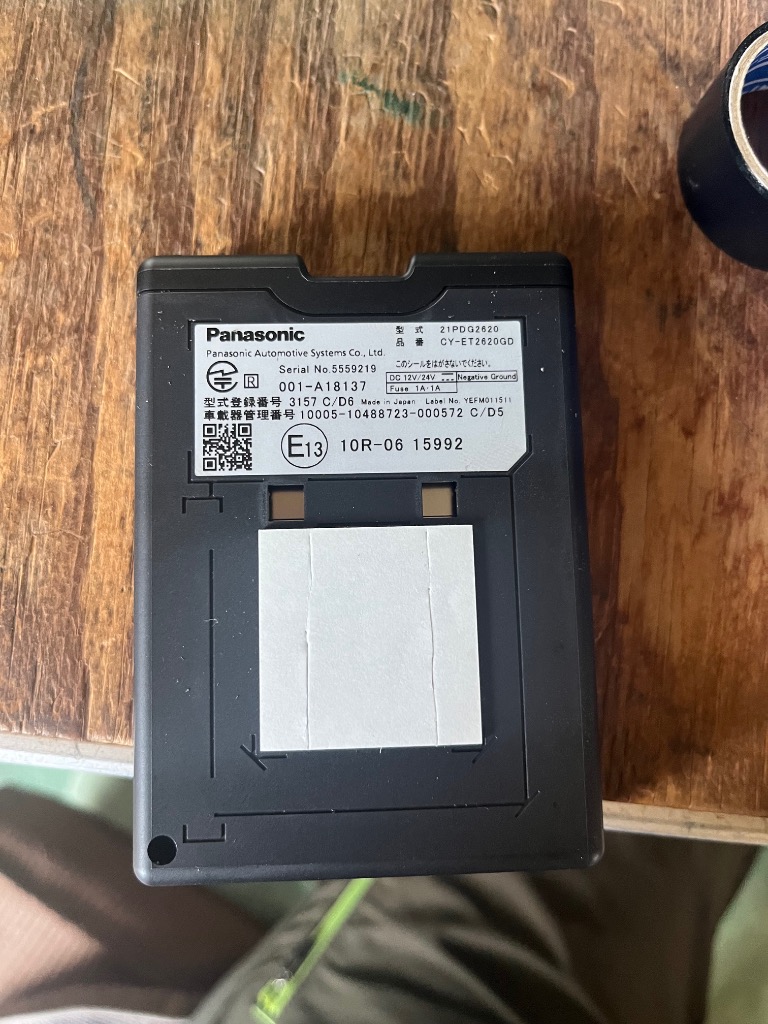 Panasonic
型 式 21PDG2620
品 番 CY-ET2620GD
Panasonic Automotive Systems Co., Ltd.
このシールをはがさないでください。
Serial No.5559219
DC 12V/24V Negative Ground
Fuse 1A·1A
R 001-A18137
型式登録番号 3157 C/D6 Made in Japan Label No. YEFM011511
車載器管理番号 10005-10488723-000572 C/D5
E13 10R-06 15992